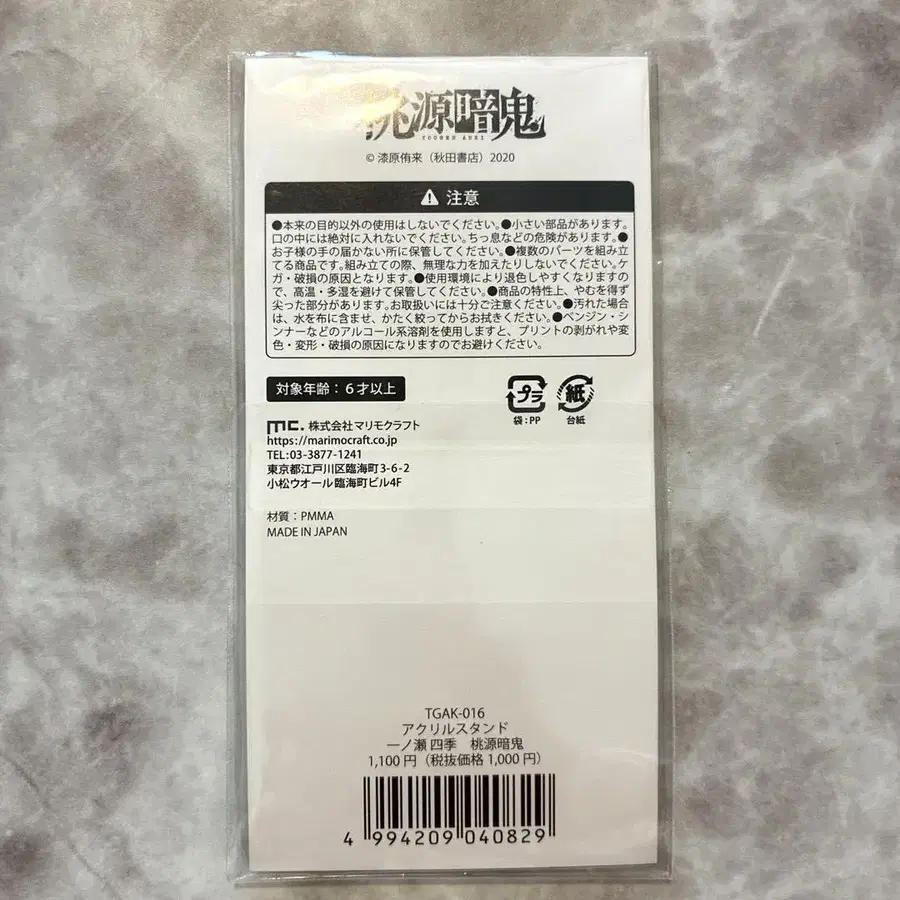 桃源暗鬼
TOUGEN ANKI
© 漆原侑来（秋田書店）2020
注意
●本来の目的以外の使用はしないでください。●小さい部品があります。
口の中には絶対に入れないでください。ちっ息などの危険があります。●
お子様の手の届かない所に保管してください。●複数のパーツを組み立
てる商品です。組み立ての際、無理な力を加えたりしないでください。ケ
ガ・破損の原因となります。●使用環境により退色しやすくなりますの
で、高温・多湿を避けて保管してください。●商品の特性上、やむを得ず
尖った部分があります。お取扱いには十分ご注意ください。●汚れた場合
は、水を布に含ませ、かたく絞ってからお拭きください。●ベンジン・シ
ンナーなどのアルコール系溶剤を使用しますと、プリントの剥がれや変
色・変形・破損の原因になりますのでお避けください。
対象年齢：6才以上
プラ
紙
袋：PP
台紙
mc. 株式会社マリモクラフト
https://marimocraft.co.jp
TEL:03-3877-1241
東京都江戸川区臨海町3-6-2
小松ウオール臨海町ビル4F
材質：PMMA
MADE IN JAPAN
TGAK-016
アクリルスタンド
一ノ瀬 四季　桃源暗鬼
1,100円（税抜価格 1,000円）
4 994209 040829